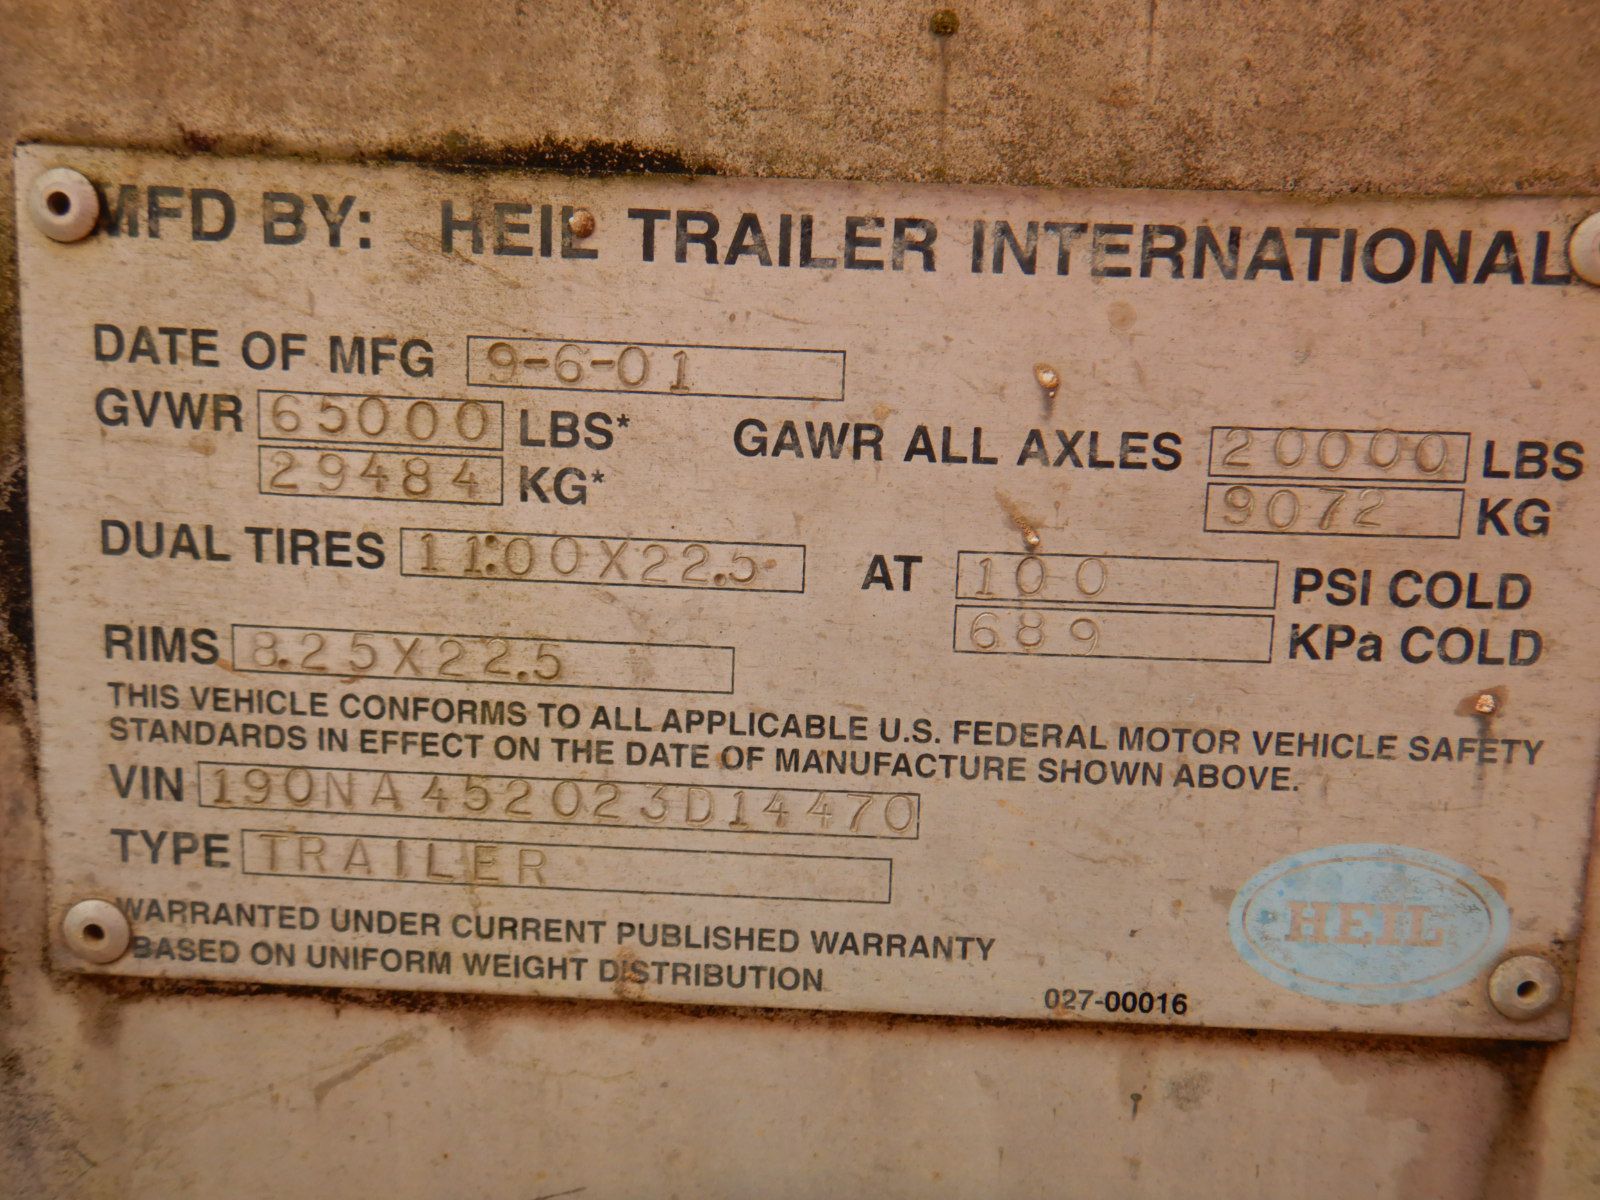 MFD BY: HEIL TRAILER INTERNATIONAL
DATE OF MFG 9-6-01
GVWR 65000 LBS* GAWR ALL AXLES 20000 LBS
29484 KG* 9072 KG
DUAL TIRES 11:00X22.5 AT 100 PSI COLD
689 KPa COLD
RIMS 8.25X22.5
THIS VEHICLE CONFORMS TO ALL APPLICABLE U.S. FEDERAL MOTOR VEHICLE SAFETY
STANDARDS IN EFFECT ON THE DATE OF MANUFACTURE SHOWN ABOVE.
VIN 190NA452023D14470
TYPE TRAILER
WARRANTED UNDER CURRENT PUBLISHED WARRANTY
BASED ON UNIFORM WEIGHT DISTRIBUTION
027-00016
HEIL